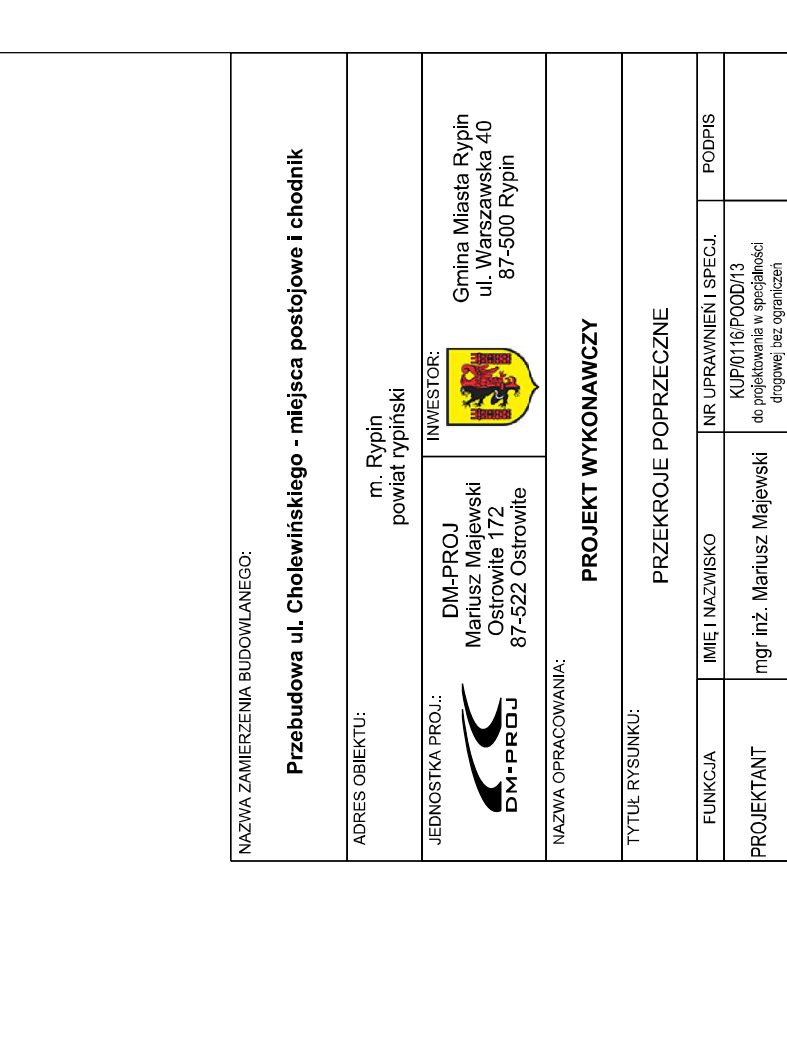 NAZWA ZAMIERZENIA BUDOWLANEGO:
Przebudowa ul. Cholewińskiego - miejsca postojowe i chodnik
ADRES OBIEKTU:
m. Rypin
powiat rypiński
JEDNOSTKA PROJ.:
DM-PROJ
DM-PROJ
Mariusz Majewski
Ostrowite 172
87-522 Ostrowite
INWESTOR:
Gmina Miasta Rypin
ul. Warszawska 40
87-500 Rypin
NAZWA OPRACOWANIA:
PROJEKT WYKONAWCZY
TYTUŁ RYSUNKU:
PRZEKROJE POPRZECZNE
FUNKCJA
IMIĘ I NAZWISKO
NR UPRAWNIEŃ I SPECJ.
PODPIS
PROJEKTANT
mgr inż. Mariusz Majewski
KUP/0116/POOD/13
do projektowania w specjalności
drogowej bez ograniczeń